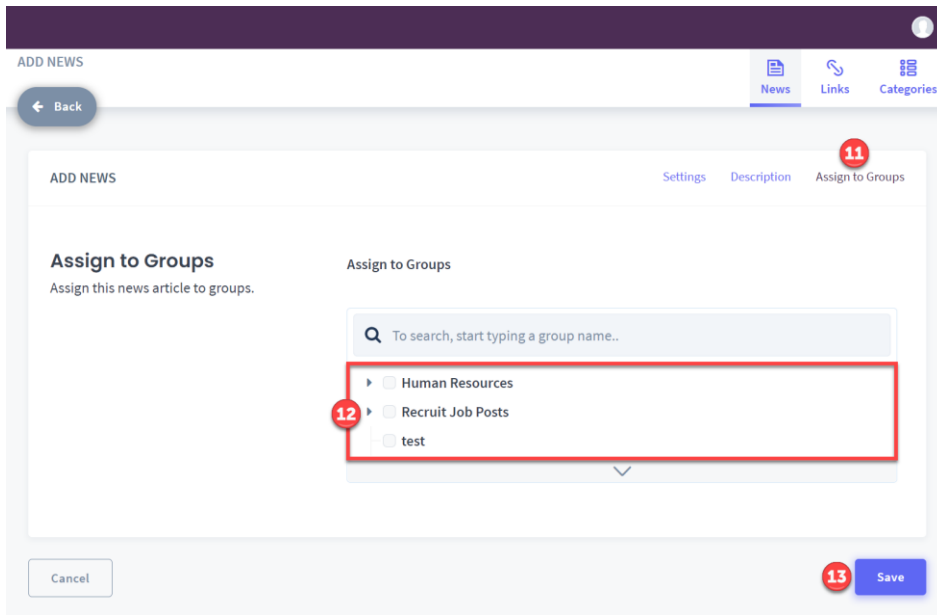 ADD NEWS
News
Links
Categories
Back
11
ADD NEWS
Settings
Description
Assign to Groups
Assign to Groups
Assign this news article to groups.
Assign to Groups
To search, start typing a group name..
Human Resources
12
Recruit Job Posts
test
Cancel
13
Save